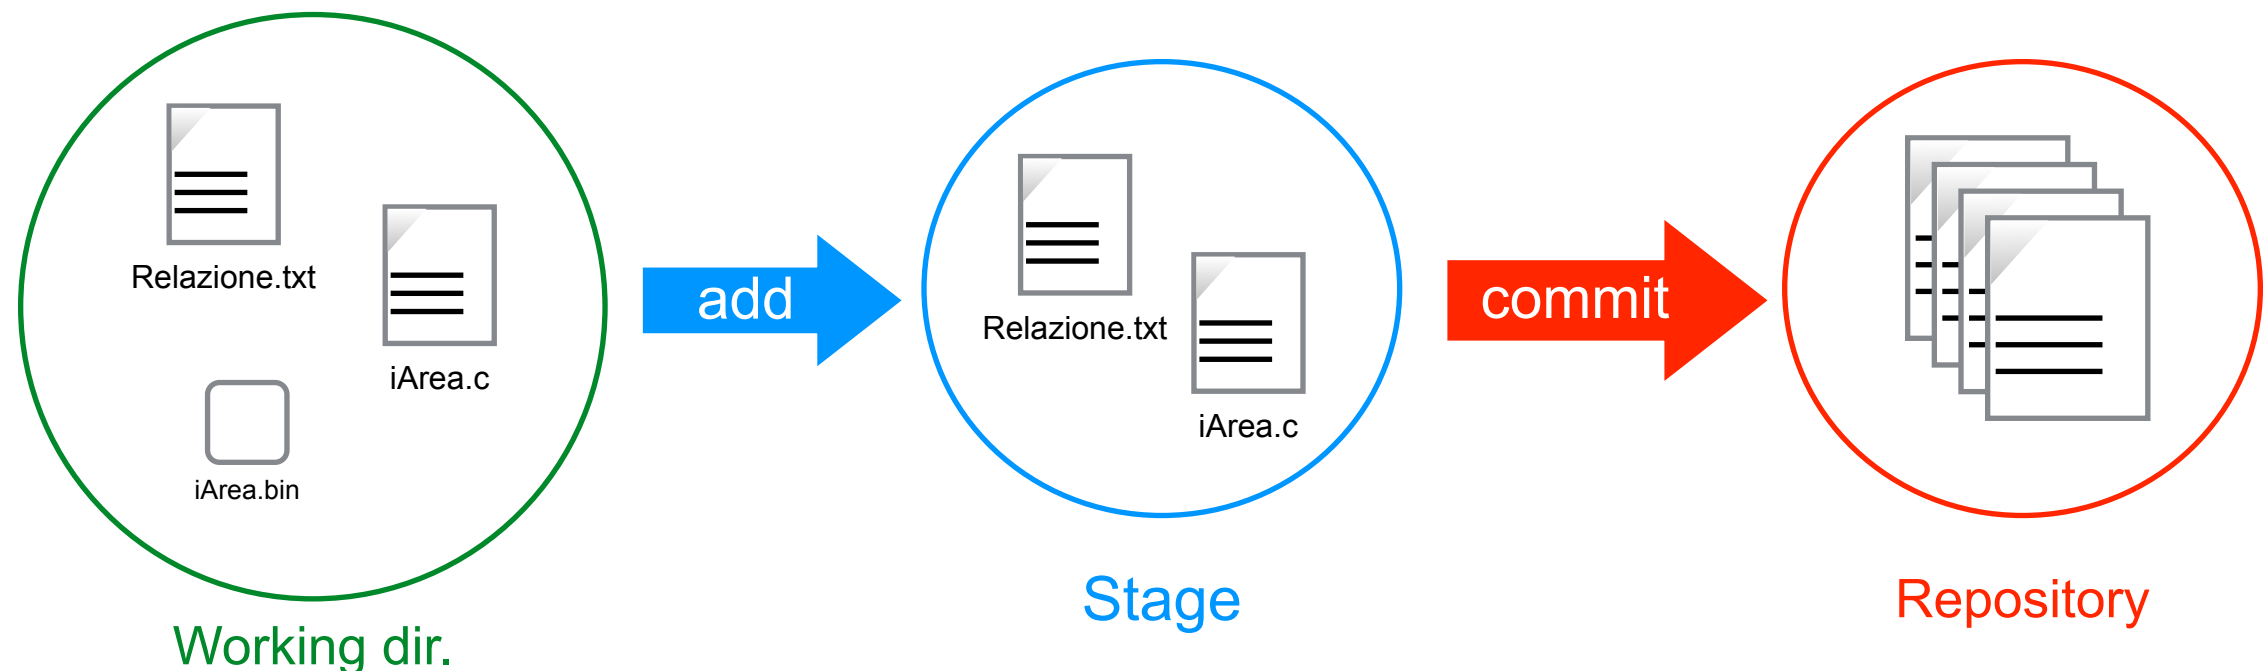 Relazione.txt
iArea.c
iArea.bin
Working dir.
add
Relazione.txt
iArea.c
Stage
commit
Repository